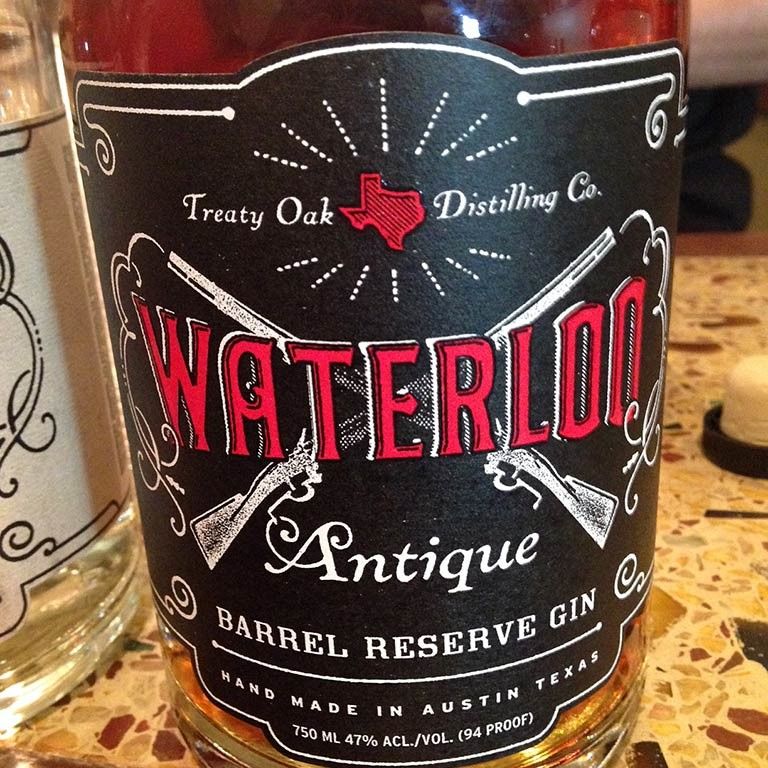 Treaty Oak Distilling Co.
WATERLOO
Antique
BARREL RESERVE GIN
HAND MADE IN AUSTIN TEXAS
750 ML 47% ACL./VOL. (94 PROOF)